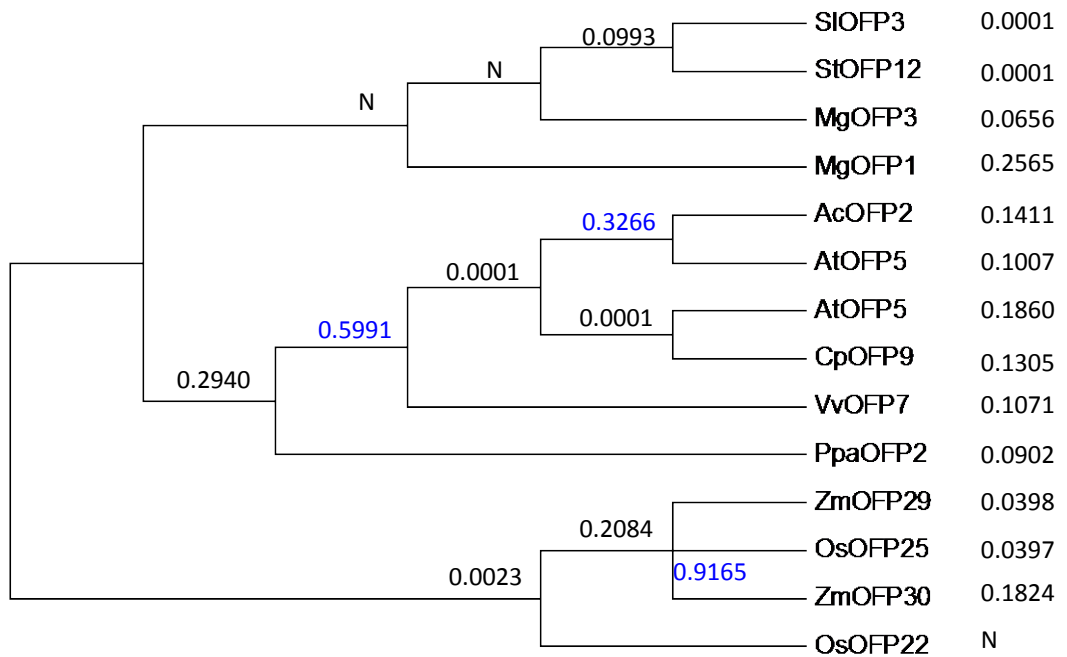 0.0993 SlOFP3 0.0001
StOFP12 0.0001
N
N
MgOFP3 0.0656
MgOFP1 0.2565
0.3266 AcOFP2 0.1411
0.0001 AtOFP5 0.1007
0.0001 AtOFP5 0.1860
0.5991 CpOFP9 0.1305
0.2940 VvOFP7 0.1071
PpaOFP2 0.0902
0.2084 ZmOFP29 0.0398
OsOFP25 0.0397
0.0023 0.9165
ZmOFP30 0.1824
OsOFP22 N